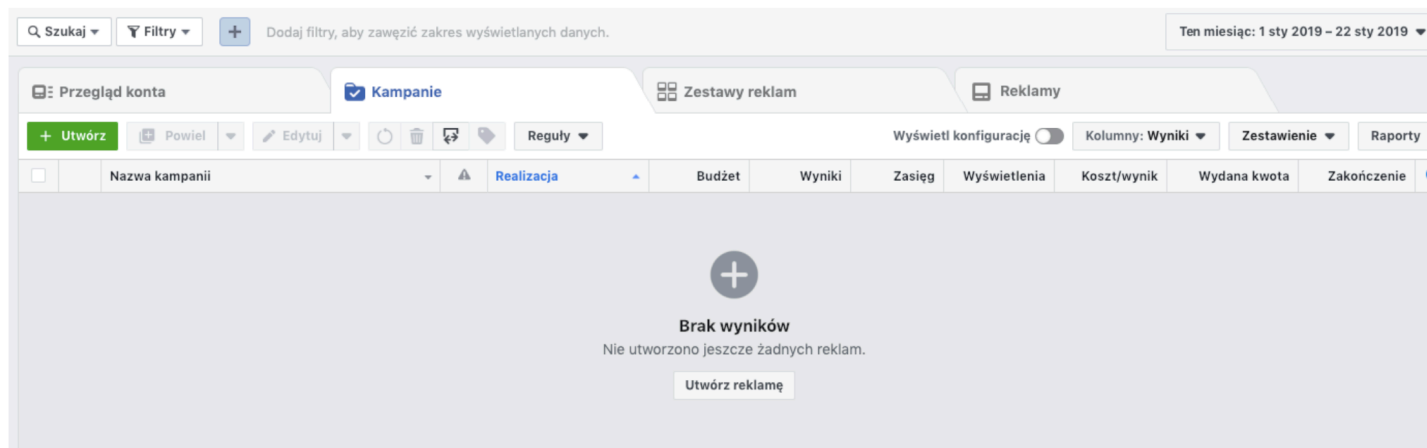 Szukaj Filtry + Dodaj filtry, aby zawęzić zakres wyświetlanych danych. Ten miesiąc: 1 sty 2019 – 22 sty 2019
Przegląd konta Kampanie Zestawy reklam Reklamy
+ Utwórz Powiel Edytuj Reguły Wyświetl konfigurację Kolumny: Wyniki Zestawienie Raporty
Nazwa kampanii Realizacja Budżet Wyniki Zasięg Wyświetlenia Koszt/wynik Wydana kwota Zakończenie
Brak wyników
Nie utworzono jeszcze żadnych reklam.
Utwórz reklamę